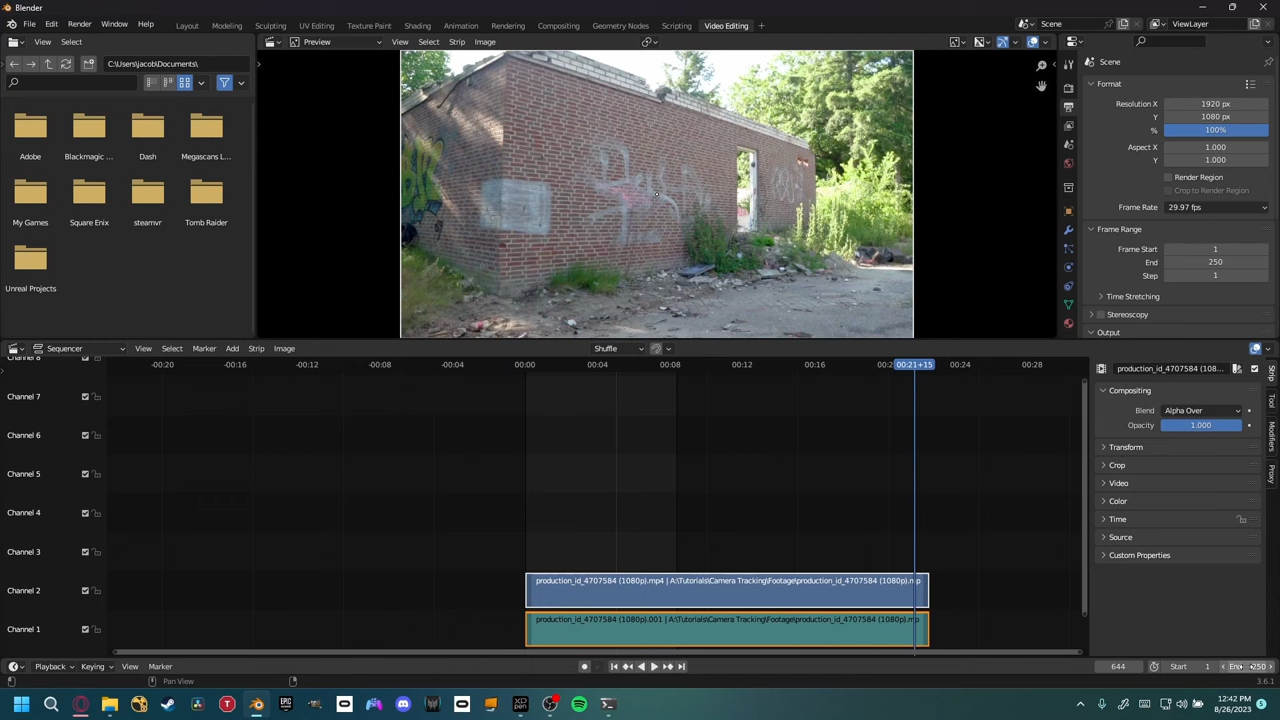 Blender
File Edit Render Window Help Layout Modeling Sculpting UV Editing Texture Paint Shading Animation Rendering Compositing Geometry Nodes Scripting Video Editing Scene ViewLayer
View Select Preview View Select Strip Image
C:\Users\jacob\Documents\ Scene
Format
Adobe Blackmagic ... Dash Megascans L...
My Games Square Enix steamvr Tomb Raider
Unreal Projects
Resolution X 1920 px
Y 1080 px
% 100%
Aspect X 1.000
Y 1.000
Render Region
Crop to Render Region
Frame Rate 29.97 fps
Frame Range
Frame Start 1
End 250
Step 1
Time Stretching
Stereoscopy
Output
Sequencer View Select Marker Add Strip Image Shuffle
-00:20 -00:16 -00:12 -00:08 -00:04 00:00 00:04 00:08 00:12 00:16 00:21+15 00:24 00:28
Channel 8
Channel 7
Channel 6
Channel 5
Channel 4
Channel 3
Channel 2
Channel 1
production_id_4707584 (1080p).mp4 | A:\Tutorials\Camera Tracking\Footage\production_id_4707584 (1080p).mp
production_id_4707584 (1080p).001 | A:\Tutorials\Camera Tracking\Footage\production_id_4707584 (1080p).mp
production_id_4707584 (108...
Compositing
Blend Alpha Over
Opacity 1.000
Transform
Crop
Video
Color
Time
Source
Custom Properties
Strip
Tool
Modifiers
Proxy
Playback Keying View Marker 644 Start 1 End 250
Pan View 3.6.1
12:42 PM
8/26/2023